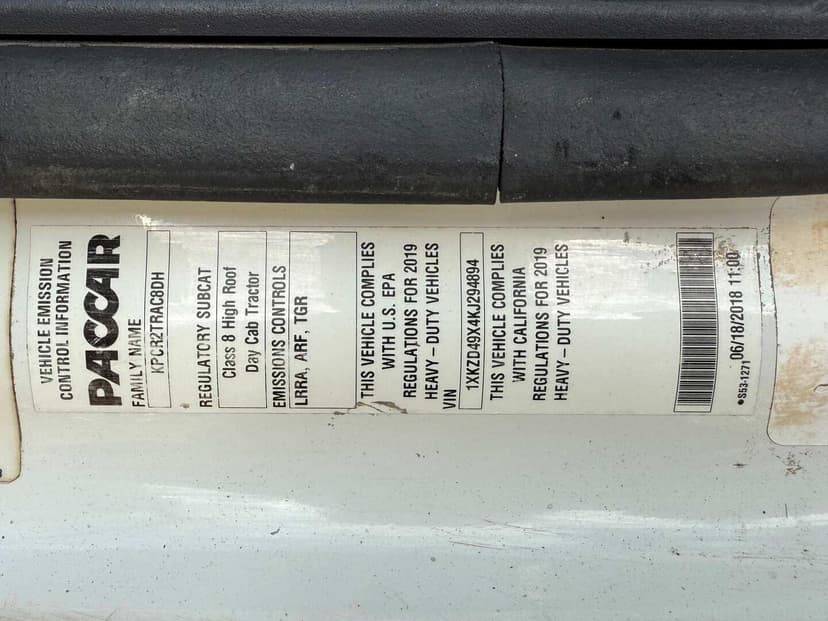 VEHICLE EMISSION
CONTROL INFORMATION
PACCAR
FAMILY NAME
KPCR2TRAC8DH
REGULATORY SUBCAT
Class 8 High Roof
Day Cab Tractor
EMISSIONS CONTROLS
LRRA, ARF, TGR
THIS VEHICLE COMPLIES
WITH U.S. EPA
REGULATIONS FOR 2019
HEAVY – DUTY VEHICLES
VIN
1XKZD49X4KJ294894
THIS VEHICLE COMPLIES
WITH CALIFORNIA
REGULATIONS FOR 2019
HEAVY – DUTY VEHICLES
•S53-1271 06/18/2018 11:00